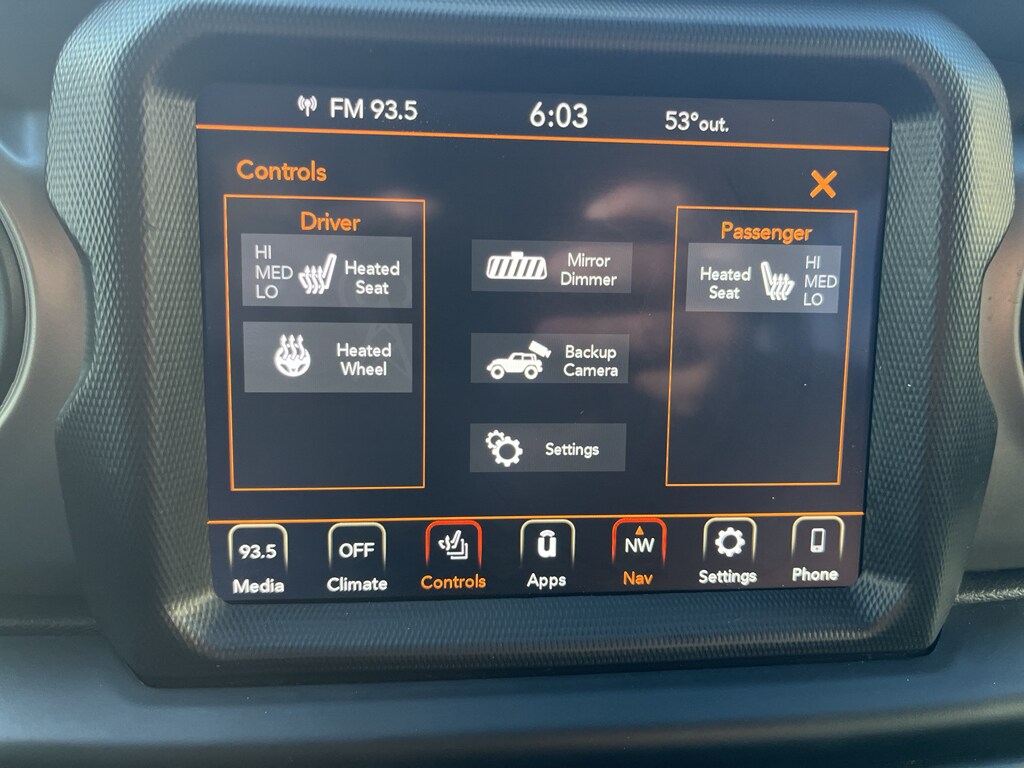 FM 93.5
6:03
53°out.
Controls
Driver
HI
MED
LO
Heated
Seat
Heated
Wheel
Mirror
Dimmer
Backup
Camera
Settings
Passenger
Heated
Seat
HI
MED
LO
93.5
Media
OFF
Climate
Controls
Apps
NW
Nav
Settings
Phone